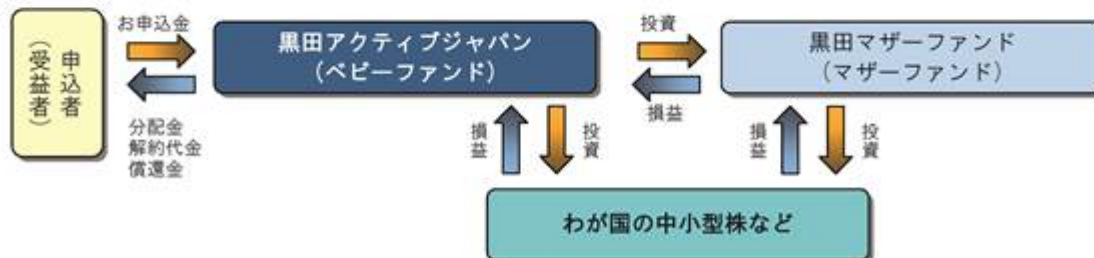 申込者
(受益者)
お申込金
分配金
解約代金
償還金
黒田アクティブジャパン
(ベビーファンド)
投資
損益
黒田マザーファンド
(マザーファンド)
損益
投資
損益
投資
わが国の中小型株など